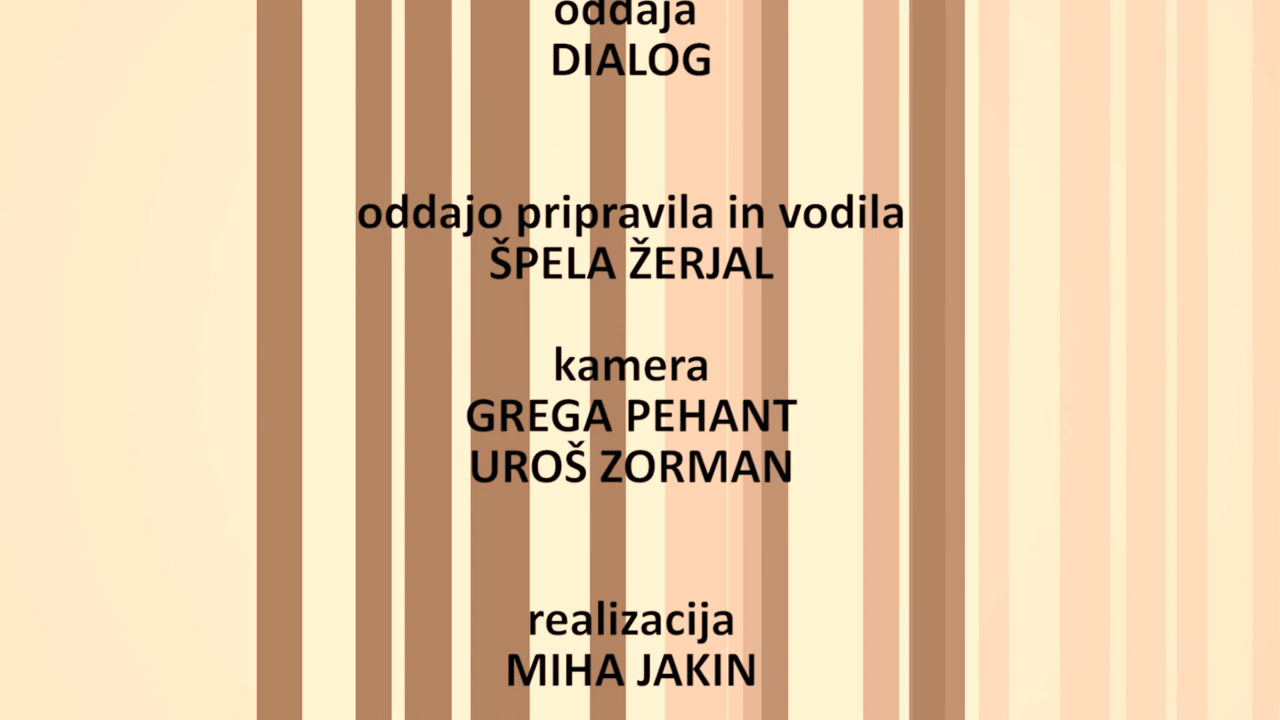 oddaja
DIALOG
oddajo pripravila in vodila
ŠPELA ŽERJAL
kamera
GREGA PEHANT
UROŠ ZORMAN
realizacija
MIHA JAKIN